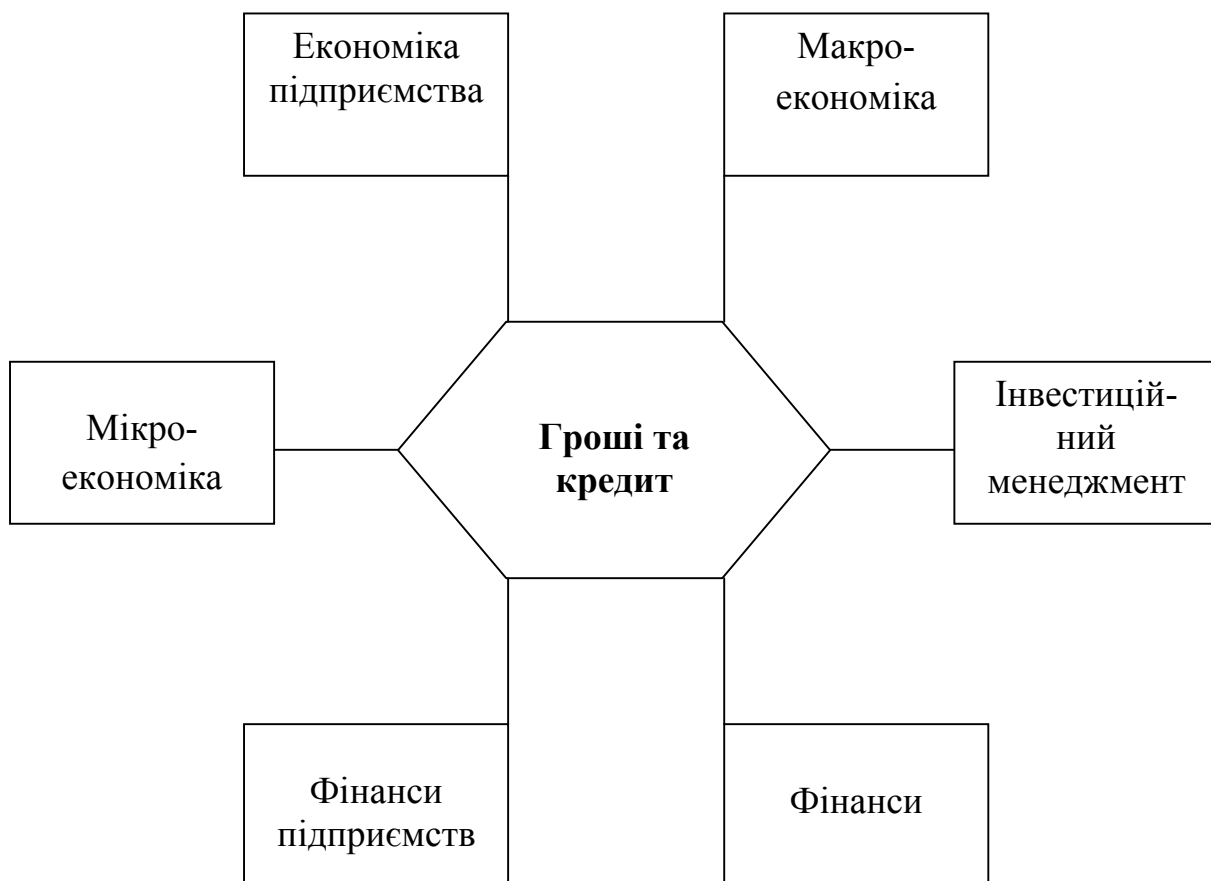 Економіка
підприємства
Макро-
економіка
Мікро-
економіка
Гроші та
кредит
Інвестицій-
ний
менеджмент
Фінанси
підприємств
Фінанси